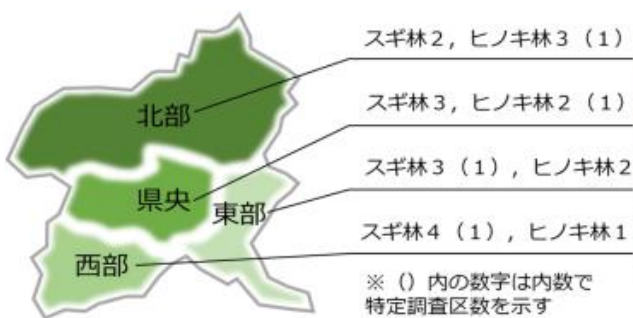 スギ林２，ヒノキ林３（１）
北部
スギ林３，ヒノキ林２（１）
県央
スギ林３（１），ヒノキ林２
東部
スギ林４（１），ヒノキ林１
西部
※（）内の数字は内数で
特定調査区数を示す